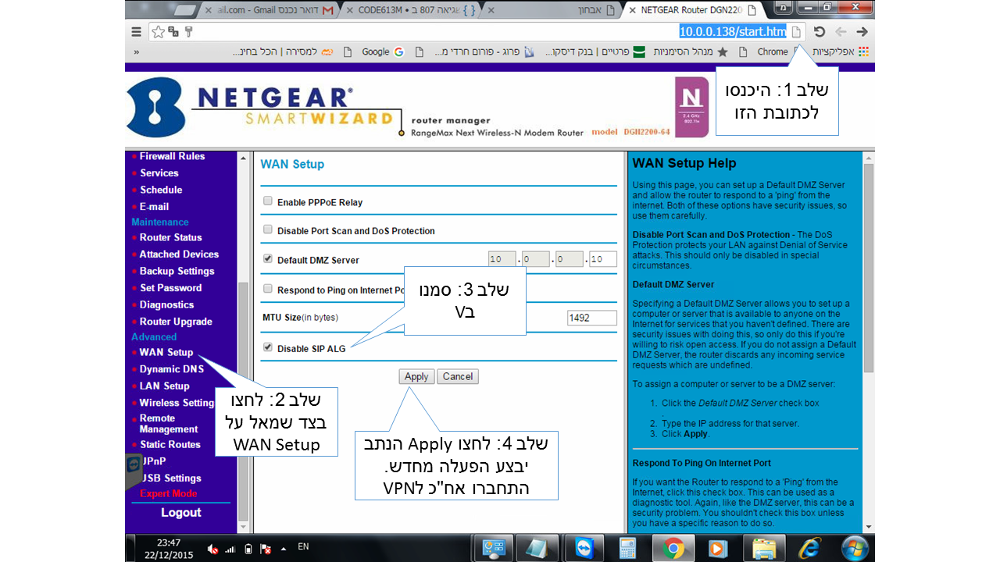 ail.com - Gmail דואר נכנס
שגיאה 807 ב • CODE613M
אבחון
NETGEAR Router DGN220
10.0.0.138/start.htm
אפליקציות
Chrome
מנהל הסימניות
פרטיים | בנק דיסקו...
פרוג - פורום חרדי מ...
Google
למסירה | הכל בחינ...
»
שלב 1: היכנסו
לכתובת הזו
NETGEAR®
SMARTWIZARD
router manager
RangeMax Next Wireless-N Modem Router model DGN2200-64
N
2.4 GHz
802.11n
Firewall Rules
Services
Schedule
E-mail
Maintenance
Router Status
Attached Devices
Backup Settings
Set Password
Diagnostics
Router Upgrade
Advanced
WAN Setup
Dynamic DNS
LAN Setup
Wireless Setting
Remote
Management
Static Routes
JPnP
USB Settings
Expert Mode
Logout
WAN Setup
Enable PPPoE Relay
Disable Port Scan and DoS Protection
Default DMZ Server 10 . 0 . 0 . 10
Respond to Ping on Internet Po
MTU Size(in bytes) 1492
Disable SIP ALG
Apply Cancel
שלב 3: סמנו
בV
שלב 2: לחצו
בצד שמאל על
WAN Setup
שלב 4: לחצו Apply הנתב
יבצע הפעלה מחדש.
התחברו אח"כ לVPN
WAN Setup Help
Using this page, you can set up a Default DMZ Server
and allow the router to respond to a 'ping' from the
internet. Both of these options have security issues, so
use them carefully.
Disable Port Scan and DoS Protection - The DoS
Protection protects your LAN against Denial of Service
attacks. This should only be disabled in special
circumstances.
Default DMZ Server
Specifying a Default DMZ Server allows you to set up a
computer or server that is available to anyone on the
Internet for services that you haven't defined. There are
security issues with doing this, so only do this if you're
willing to risk open access. If you do not assign a Default
DMZ Server, the router discards any incoming service
requests which are undefined.
To assign a computer or server to be a DMZ server:
1. Click the Default DMZ Server check box
.
2. Type the IP address for that server.
3. Click Apply.
Respond To Ping On Internet Port
If you want the Router to respond to a 'Ping' from the
Internet, click this check box. This can be used as a
diagnostic tool. Again, like the DMZ server, this can be a
security problem. You shouldn't check this box unless
you have a specific reason to do so.
23:47
22/12/2015
EN